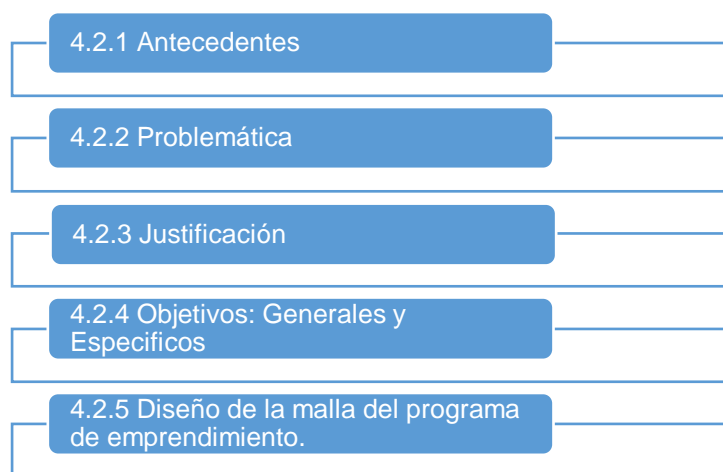 4.2.1 Antecedentes
4.2.2 Problemática
4.2.3 Justificación
4.2.4 Objetivos: Generales y
Especificos
4.2.5 Diseño de la malla del programa
de emprendimiento.